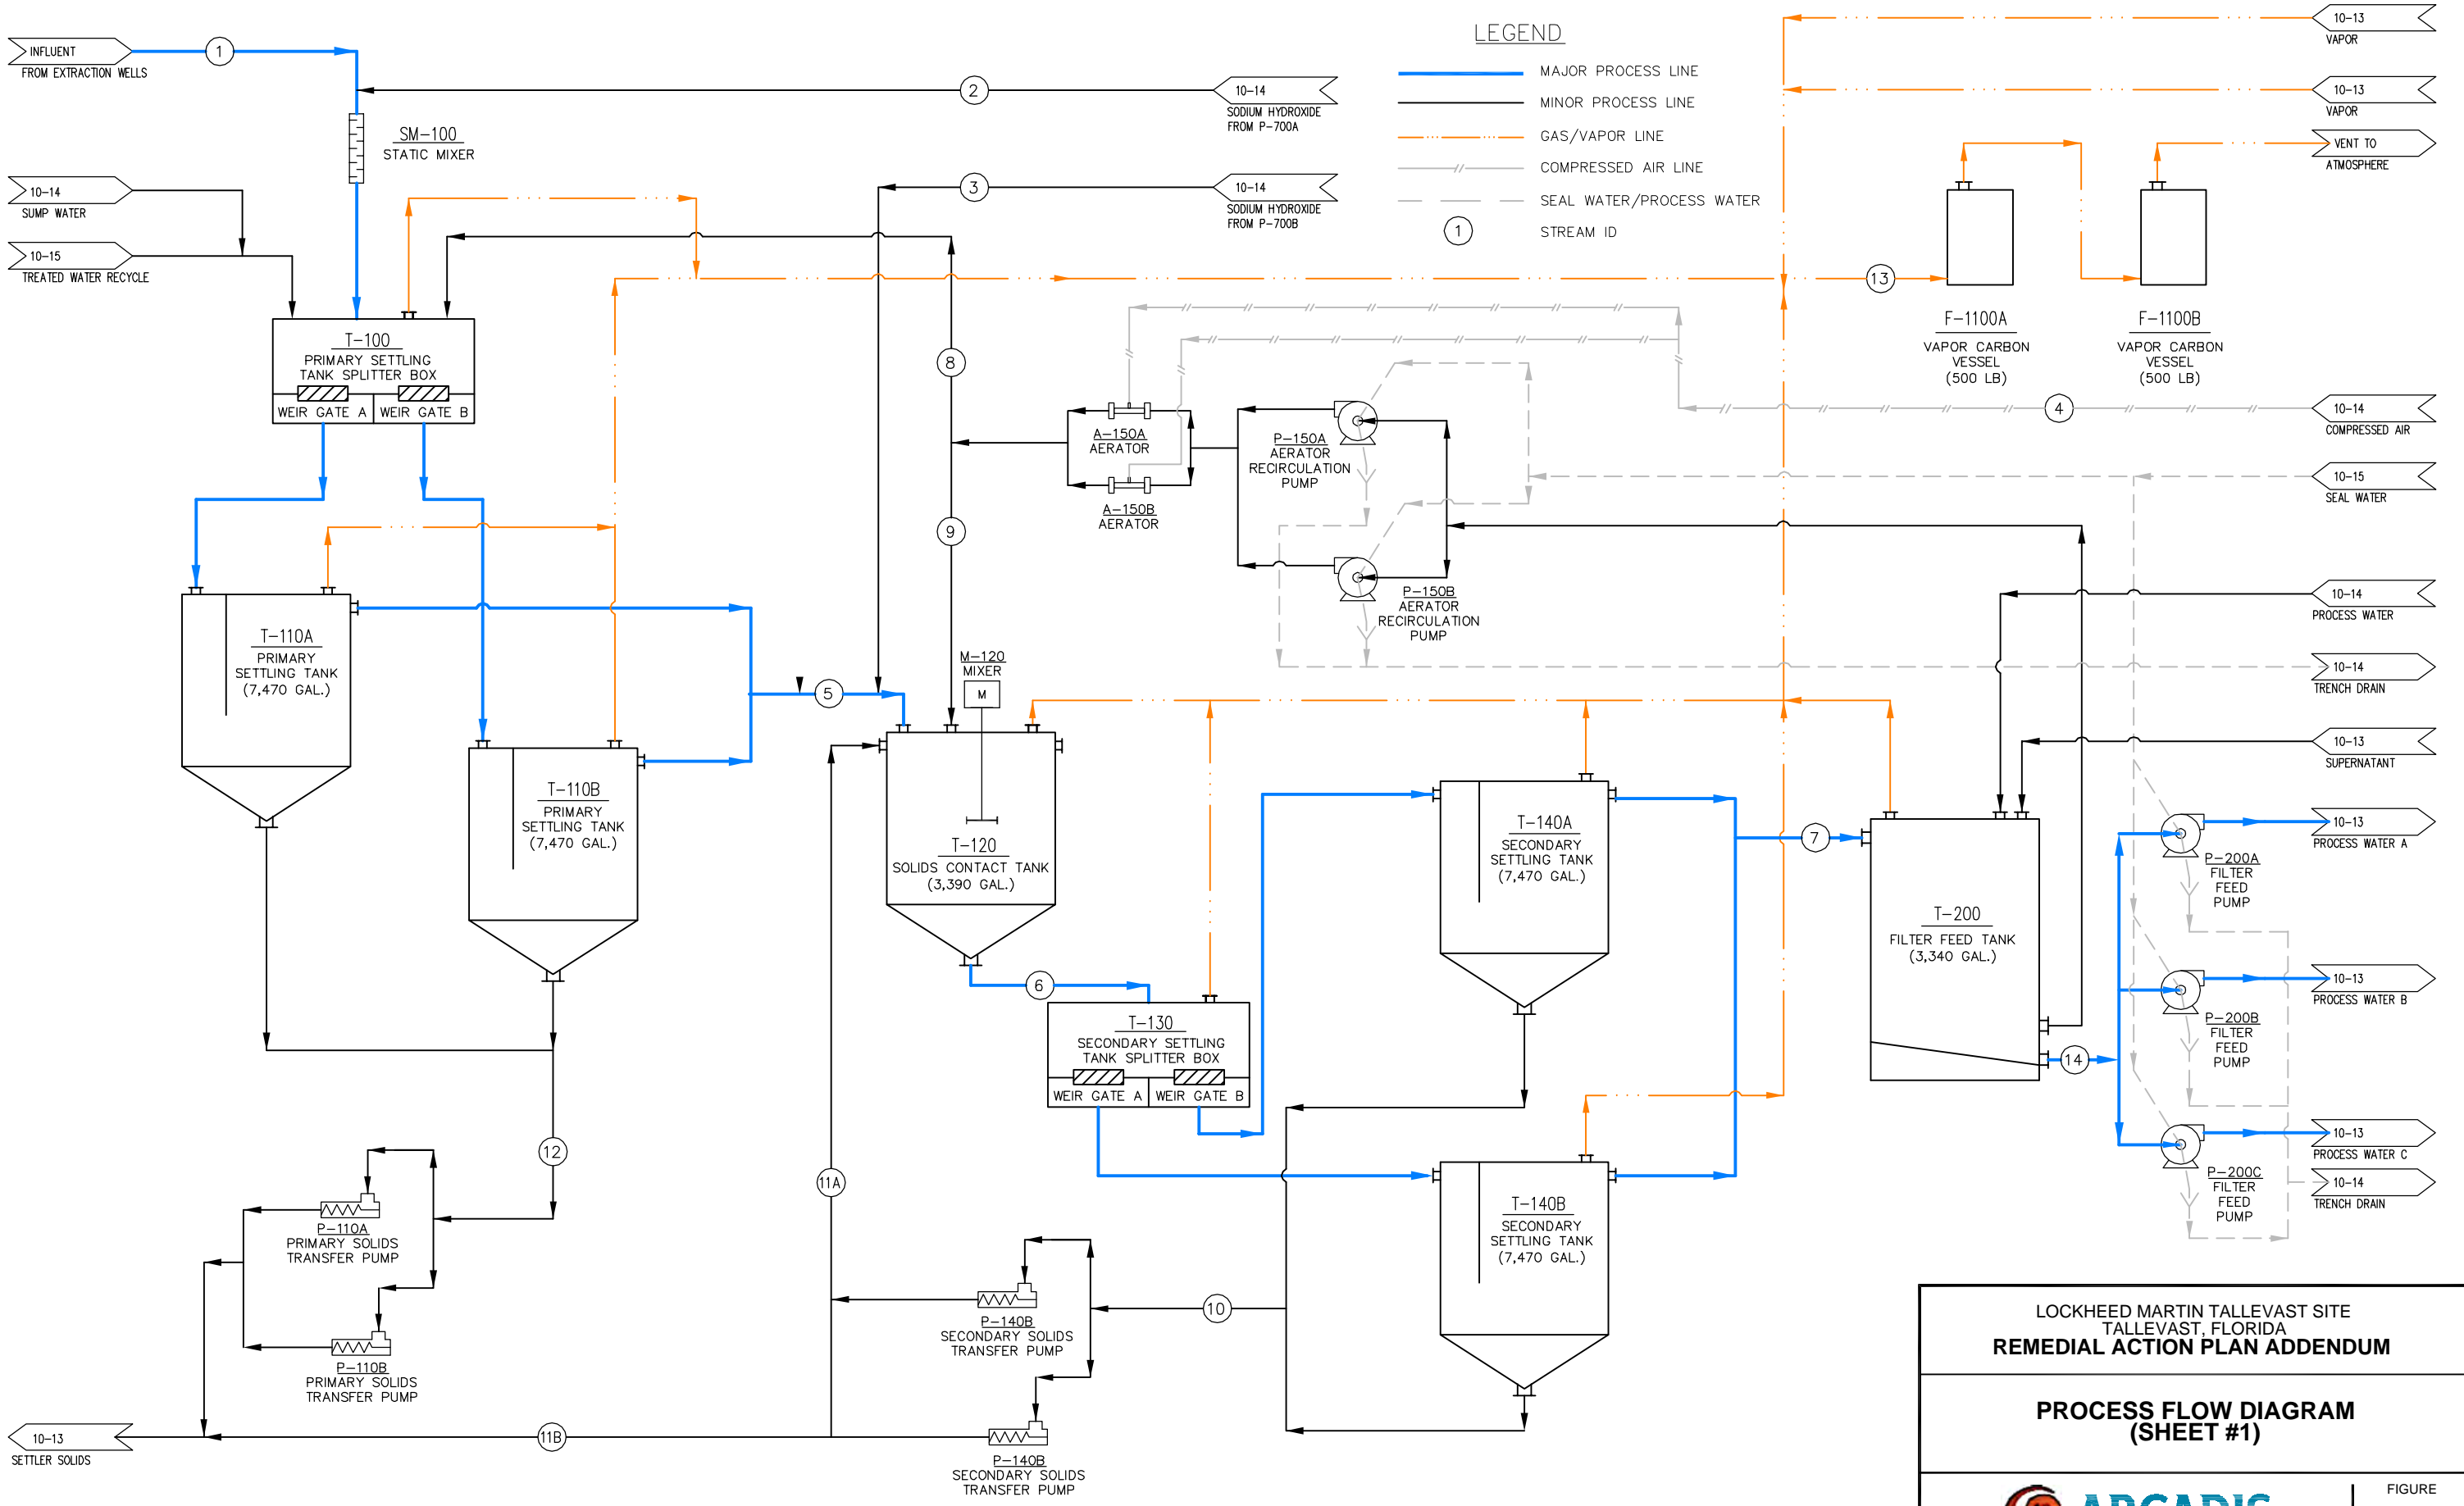 INFLUENT
FROM EXTRACTION WELLS
1
SM-100
STATIC MIXER
10-14
SUMP WATER
10-15
TREATED WATER RECYCLE
2
10-14
SODIUM HYDROXIDE
FROM P-700A
3
10-14
SODIUM HYDROXIDE
FROM P-700B
LEGEND
MAJOR PROCESS LINE
MINOR PROCESS LINE
GAS/VAPOR LINE
COMPRESSED AIR LINE
SEAL WATER/PROCESS WATER
1
STREAM ID
10-13
VAPOR
10-13
VAPOR
VENT TO
ATMOSPHERE
13
F-1100A
VAPOR CARBON
VESSEL
(500 LB)
F-1100B
VAPOR CARBON
VESSEL
(500 LB)
T-100
PRIMARY SETTLING
TANK SPLITTER BOX
WEIR GATE A
WEIR GATE B
8
9
A-150A
AERATOR
A-150B
AERATOR
P-150A
AERATOR
RECIRCULATION
PUMP
P-150B
AERATOR
RECIRCULATION
PUMP
4
10-14
COMPRESSED AIR
10-15
SEAL WATER
10-14
PROCESS WATER
10-14
TRENCH DRAIN
10-13
SUPERNATANT
T-110A
PRIMARY
SETTLING TANK
(7,470 GAL.)
T-110B
PRIMARY
SETTLING TANK
(7,470 GAL.)
5
M-120
MIXER
M
T-120
SOLIDS CONTACT TANK
(3,390 GAL.)
6
T-130
SECONDARY SETTLING
TANK SPLITTER BOX
WEIR GATE A
WEIR GATE B
T-140A
SECONDARY
SETTLING TANK
(7,470 GAL.)
T-140B
SECONDARY
SETTLING TANK
(7,470 GAL.)
7
T-200
FILTER FEED TANK
(3,340 GAL.)
14
P-200A
FILTER
FEED
PUMP
P-200B
FILTER
FEED
PUMP
P-200C
FILTER
FEED
PUMP
10-13
PROCESS WATER A
10-13
PROCESS WATER B
10-13
PROCESS WATER C
10-14
TRENCH DRAIN
12
P-110A
PRIMARY SOLIDS
TRANSFER PUMP
P-110B
PRIMARY SOLIDS
TRANSFER PUMP
11A
10
P-140B
SECONDARY SOLIDS
TRANSFER PUMP
P-140B
SECONDARY SOLIDS
TRANSFER PUMP
11B
10-13
SETTLER SOLIDS
LOCKHEED MARTIN TALLEVAST SITE
TALLEVAST, FLORIDA
REMEDIAL ACTION PLAN ADDENDUM
PROCESS FLOW DIAGRAM
(SHEET #1)
ARCADIS
FIGURE